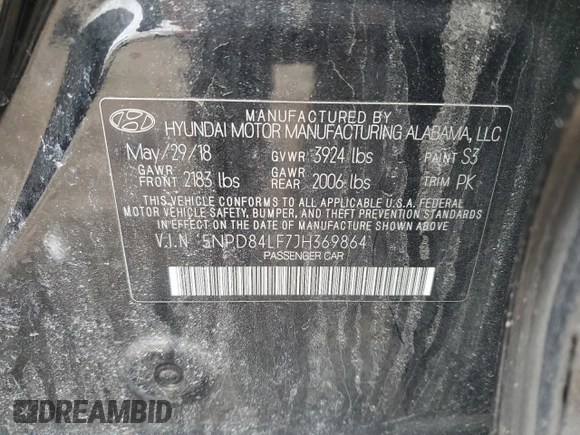 MANUFACTURED BY
HYUNDAI MOTOR MANUFACTURING ALABAMA, LLC
May/29/18 GVWR 3924 lbs PAINT S3
GAWR FRONT 2183 lbs GAWR REAR 2006 lbs TRIM PK
THIS VEHICLE CONFORMS TO ALL APPLICABLE U.S.A. FEDERAL
MOTOR VEHICLE SAFETY, BUMPER, AND THEFT PREVENTION STANDARDS
IN EFFECT ON THE DATE OF MANUFACTURE SHOWN ABOVE.
V.I.N 5NPD84LF7JH369864
PASSENGER CAR
DREAMBID